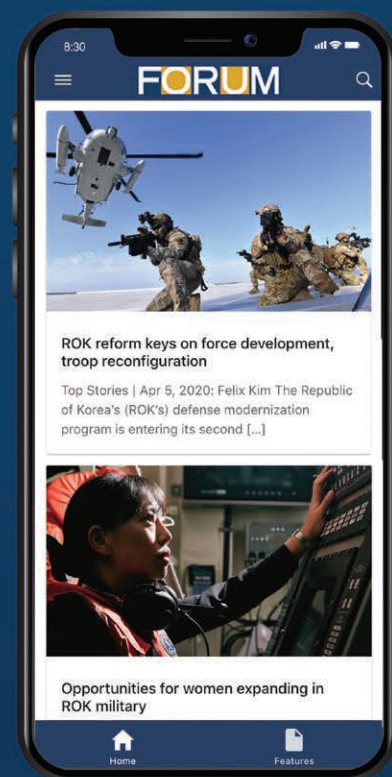 8:30
FORUM
ROK reform keys on force development,
troop reconfiguration
Top Stories | Apr 5, 2020: Felix Kim The Republic
of Korea's (ROK's) defense modernization
program is entering its second [...]
Opportunities for women expanding in
ROK military
Home
Features